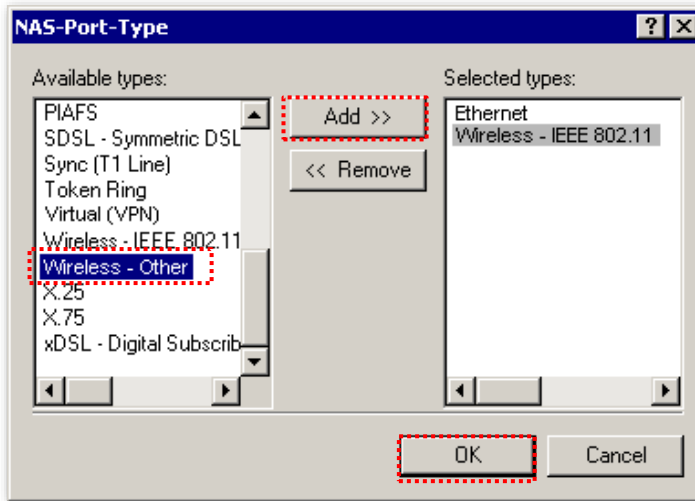 NAS-Port-Type
Available types:
Selected types:
PIAFS
SDSL - Symmetric DSL
Sync (T1 Line)
Token Ring
Virtual (VPN)
Wireless - IEEE 802.11
Wireless - Other
X.25
X.75
xDSL - Digital Subscrib
Add >>
<< Remove
Ethernet
Wireless - IEEE 802.11
OK
Cancel